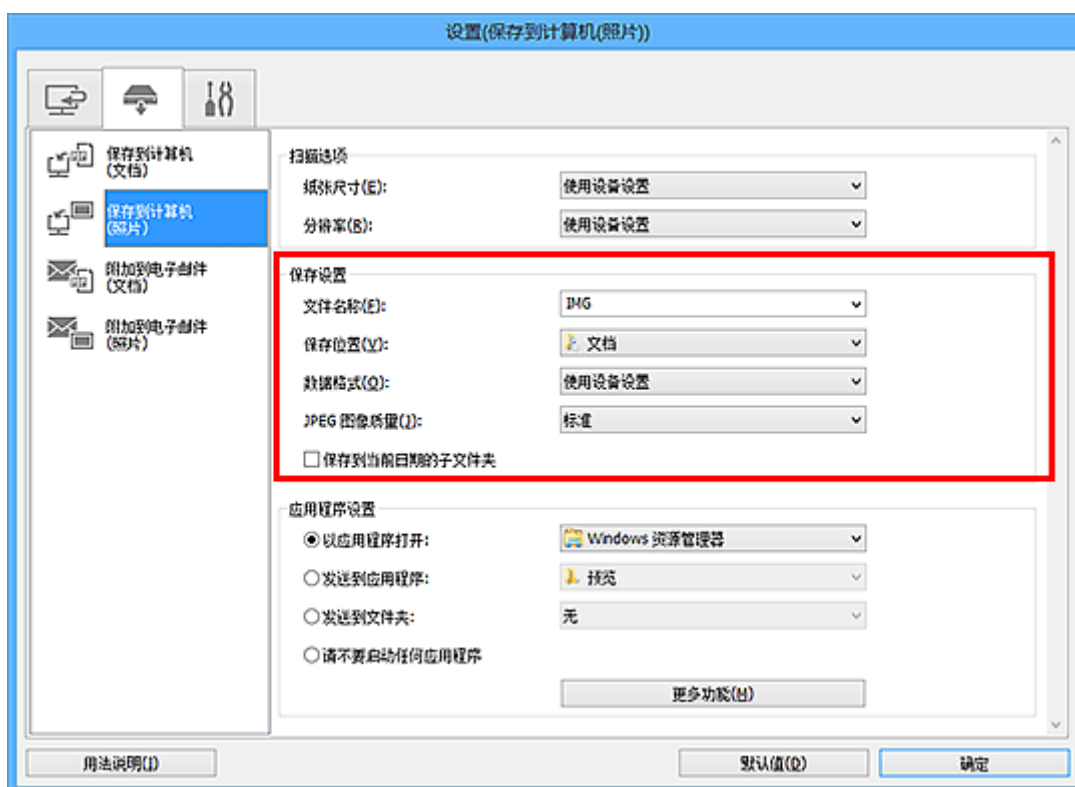 设置(保存到计算机(照片))
保存到计算机
(文档)
保存到计算机
(照片)
附加到电子邮件
(文档)
附加到电子邮件
(照片)
扫描选项
纸张尺寸(E): 使用设备设置
分辨率(R): 使用设备设置
保存设置
文件名称(F): IMG
保存位置(V): 文档
数据格式(O): 使用设备设置
JPEG 图像质量(J): 标准
保存到当前日期的子文件夹
应用程序设置
以应用程序打开: Windows 资源管理器
发送到应用程序: 预览
发送到文件夹: 无
请不要启动任何应用程序
更多功能(H)
用法说明(I) 默认值(D) 确定